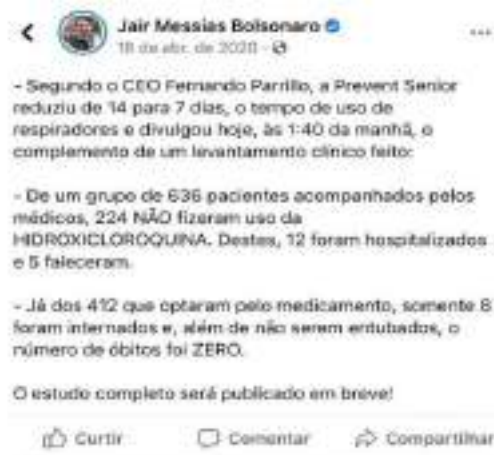 Jair Messias Bolsonaro
18 de abr. de 2020 ·
- Segundo o CEO Fernando Parrillo, a Prevent Senior
reduziu de 14 para 7 dias, o tempo de uso de
respiradores e divulgou hoje, às 1:40 da manhã, o
complemento de um levantamento clínico feito:
- De um grupo de 636 pacientes acompanhados pelos
médicos, 224 NÃO fizeram uso da
HIDROXICLOROQUINA. Destes, 12 foram hospitalizados
e 5 faleceram.
- Já dos 412 que optaram pelo medicamento, somente 8
foram internados e, além de não serem entubados, o
número de óbitos foi ZERO.
O estudo completo será publicado em breve!
Curtir Comentar Compartilhar